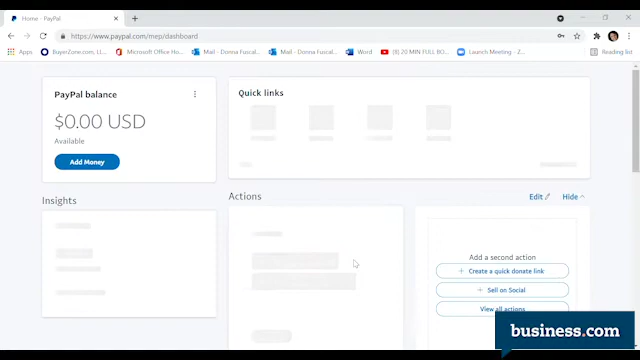 Home - PayPal
https://www.paypal.com/mep/dashboard
Apps
BuyerZone.com, LL
Microsoft Office Ho
Mail - Donna Fuscal
Mail - Donna Fuscal
Word
(8) 20 MIN FULL BO
Launch Meeting. - Z
Reading list
PayPal balance
$0.00 USD
Available
Add Money
Quick links
Insights
Actions
Edit
Hide
Add a second action
+ Create a quick donate link
+ Sell on Social
View all actions
business.com